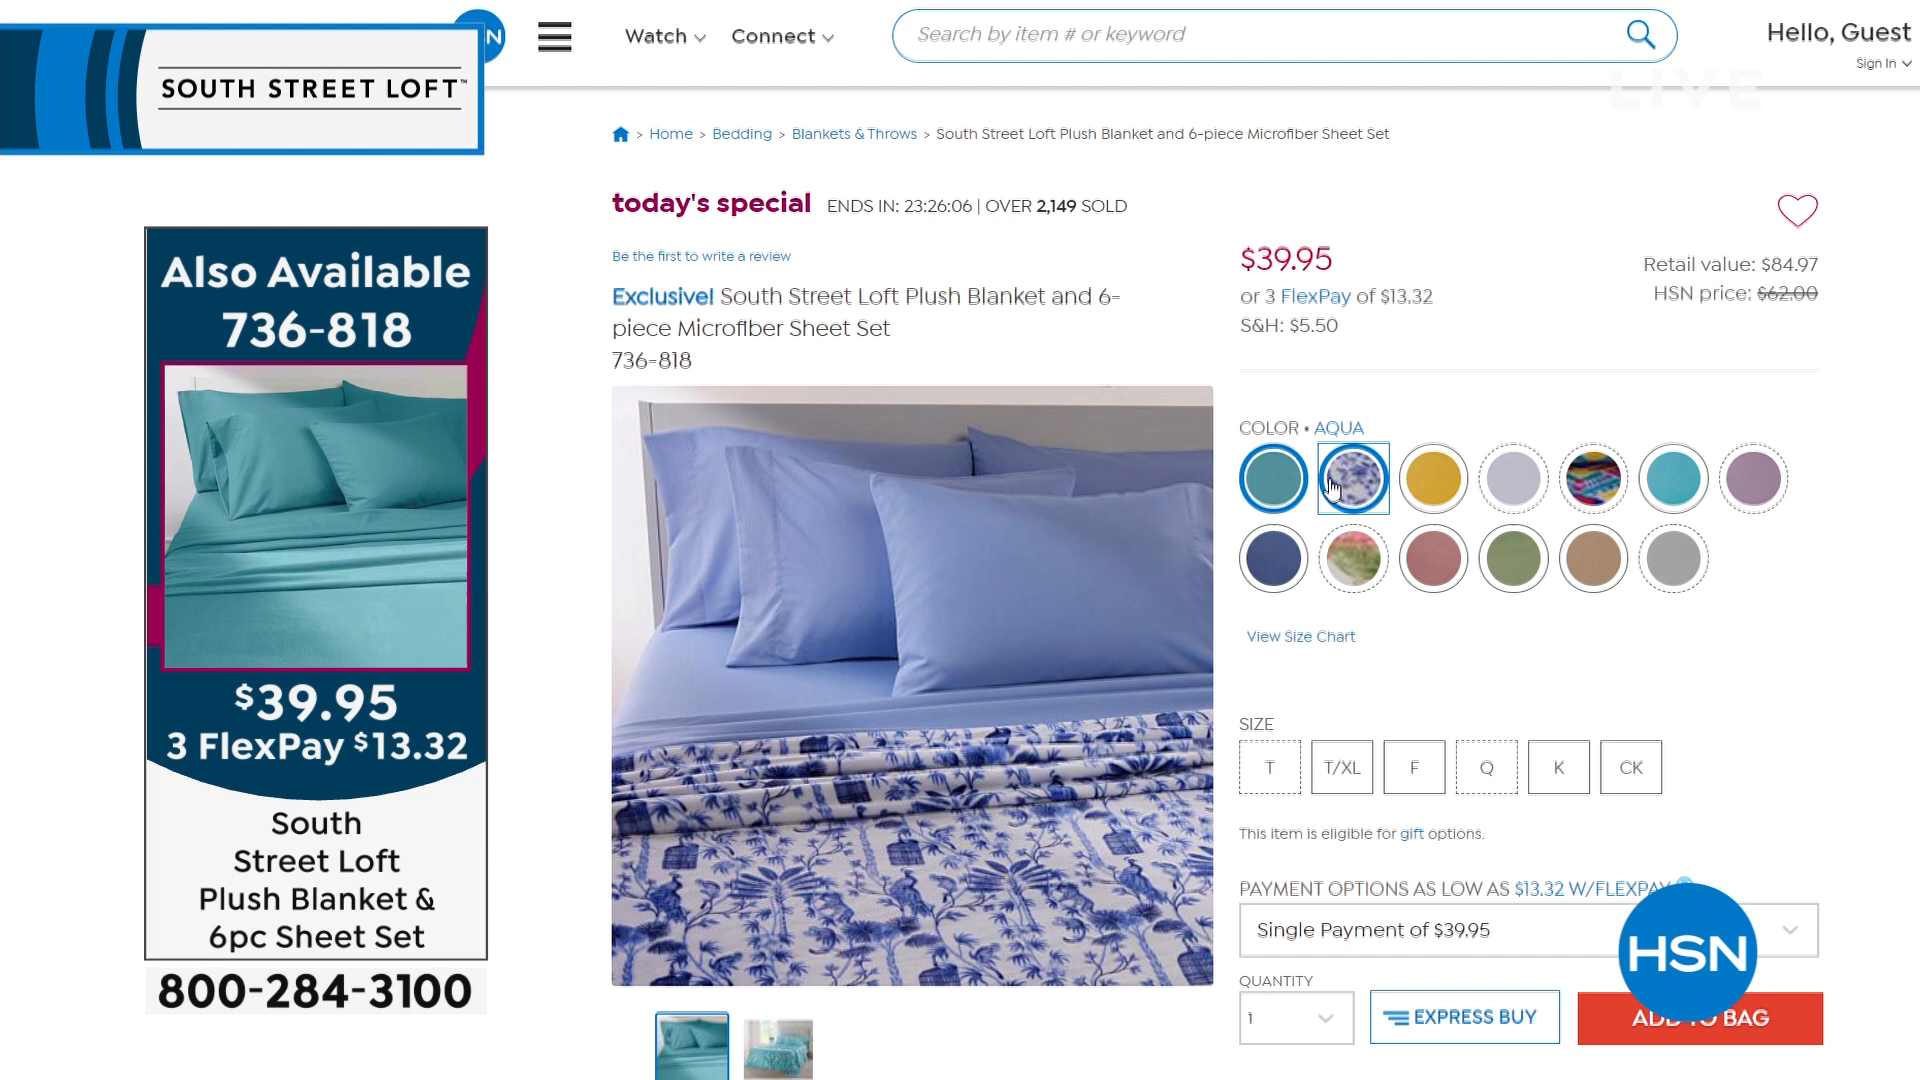 SOUTH STREET LOFT™
N
Watch
Connect
Search by item # or keyword
Hello, Guest
Sign In
LIVE
> Home > Bedding > Blankets & Throws > South Street Loft Plush Blanket and 6-piece Microfiber Sheet Set
today's special ENDS IN: 23:26:06 | OVER 2,149 SOLD
Be the first to write a review
Exclusive! South Street Loft Plush Blanket and 6-
piece Microfiber Sheet Set
736-818
$39.95
or 3 FlexPay of $13.32
S&H: $5.50
Retail value: $84.97
HSN price: $62.00
COLOR • AQUA
View Size Chart
SIZE
T T/XL F Q K CK
This item is eligible for gift options.
PAYMENT OPTIONS AS LOW AS $13.32 W/FLEXPAY
Single Payment of $39.95
QUANTITY
1
EXPRESS BUY
ADD TO BAG
HSN
Also Available
736-818
$39.95
3 FlexPay $13.32
South
Street Loft
Plush Blanket &
6pc Sheet Set
800-284-3100